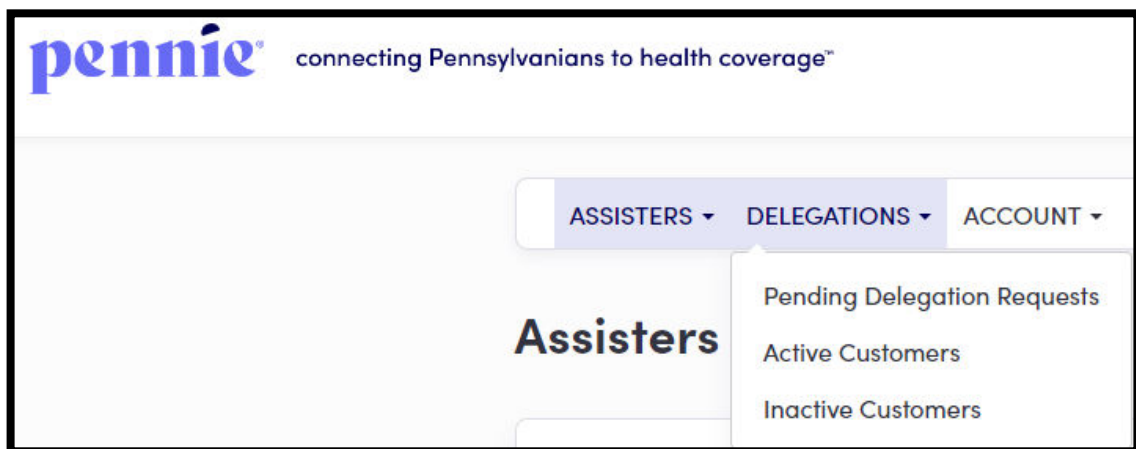 pennie® connecting Pennsylvanians to health coverage™
ASSISTERS DELEGATIONS ACCOUNT
Pending Delegation Requests
Assisters
Active Customers
Inactive Customers